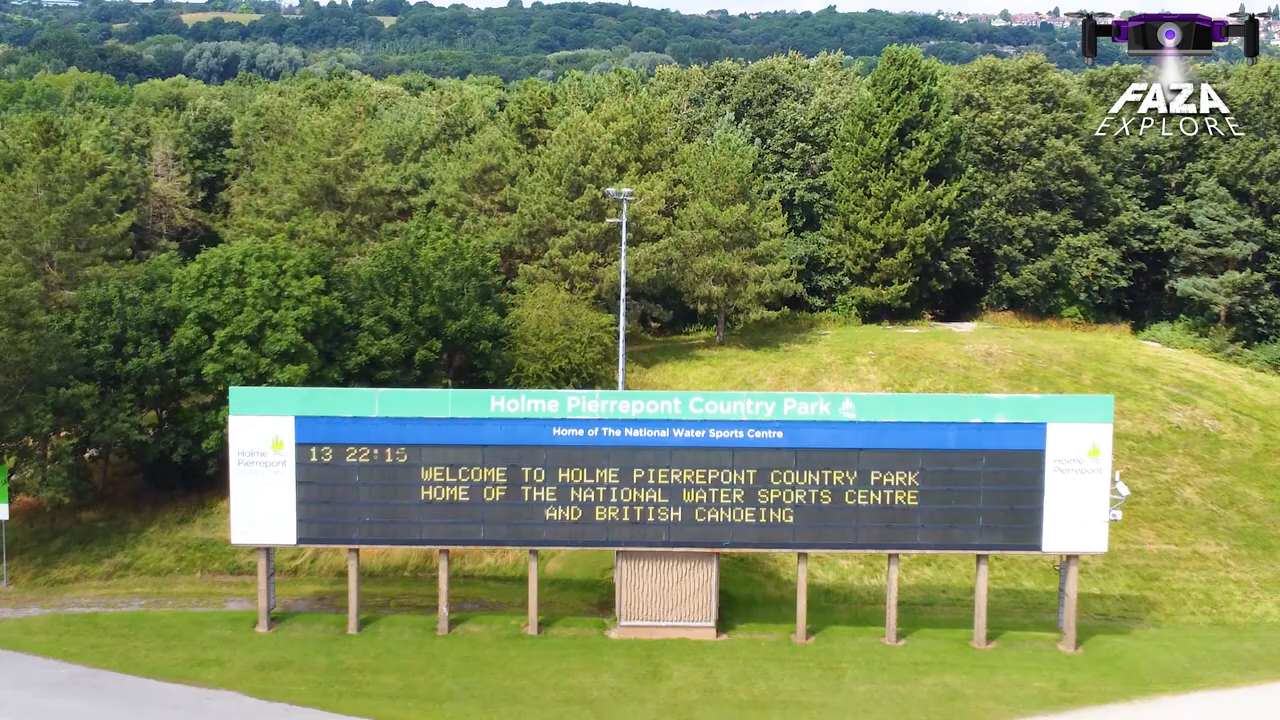 FAZA
EXPLORE
Holme Pierrepont Country Park
Home of The National Water Sports Centre
Holme
Pierrepont
13 22:15
WELCOME TO HOLME PIERREPONT COUNTRY PARK
HOME OF THE NATIONAL WATER SPORTS CENTRE
AND BRITISH CANOEING
Holme
Pierrepont